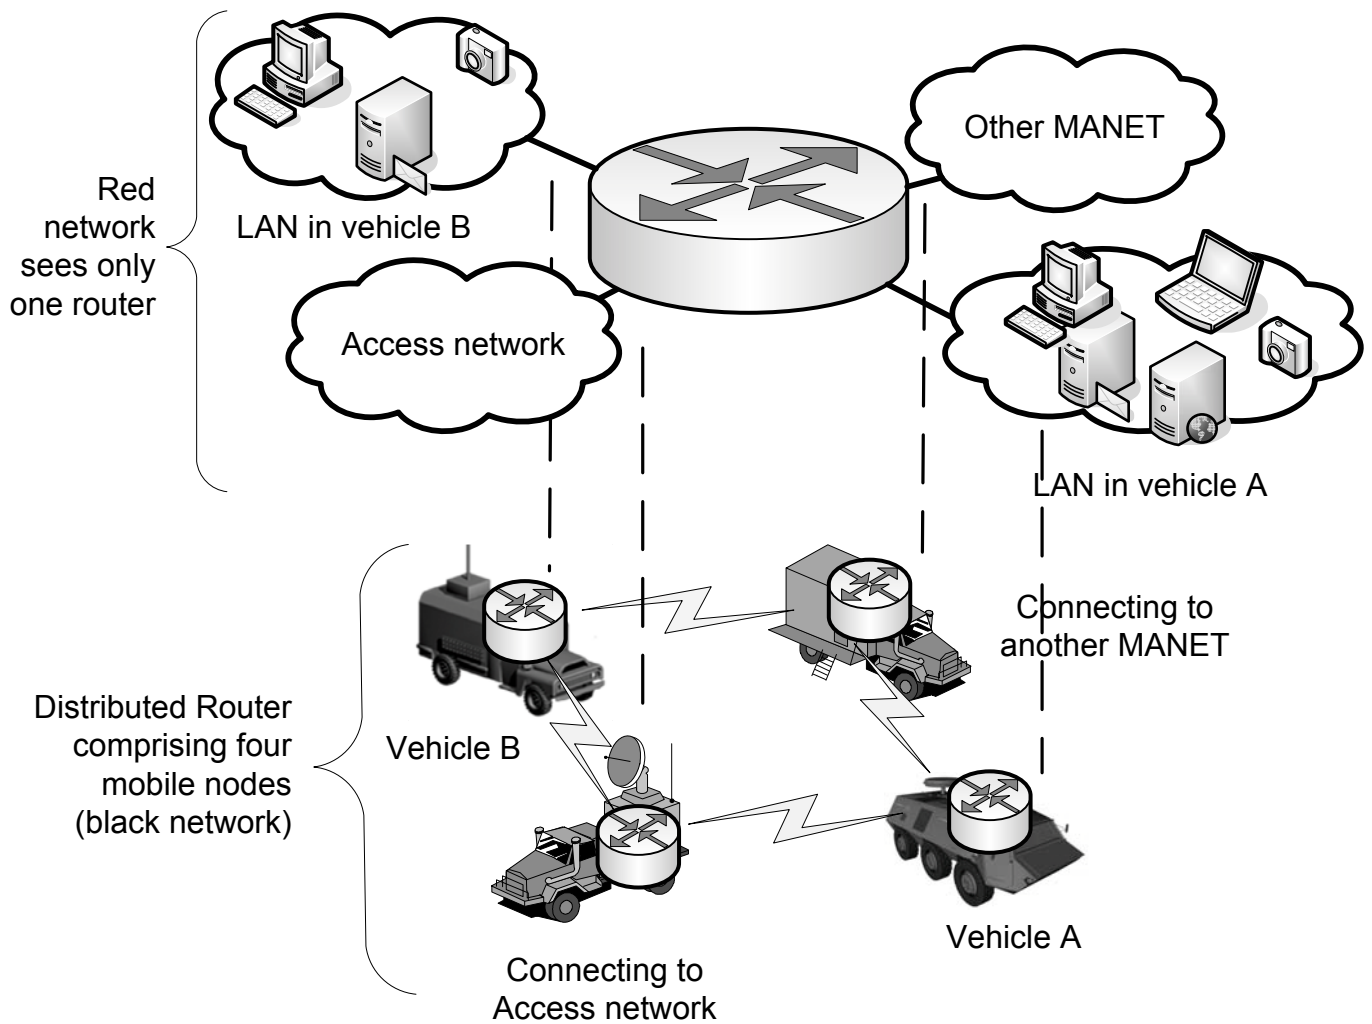 Other MANET
Red
network
sees only
one router
LAN in vehicle B
Access network
LAN in vehicle A
Connecting to
another MANET
Distributed Router
comprising four
mobile nodes
(black network)
Vehicle B
Vehicle A
Connecting to
Access network